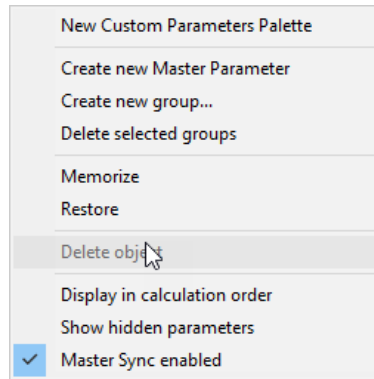 New Custom Parameters Palette
Create new Master Parameter
Create new group...
Delete selected groups
Memorize
Restore
Delete object
Display in calculation order
Show hidden parameters
Master Sync enabled